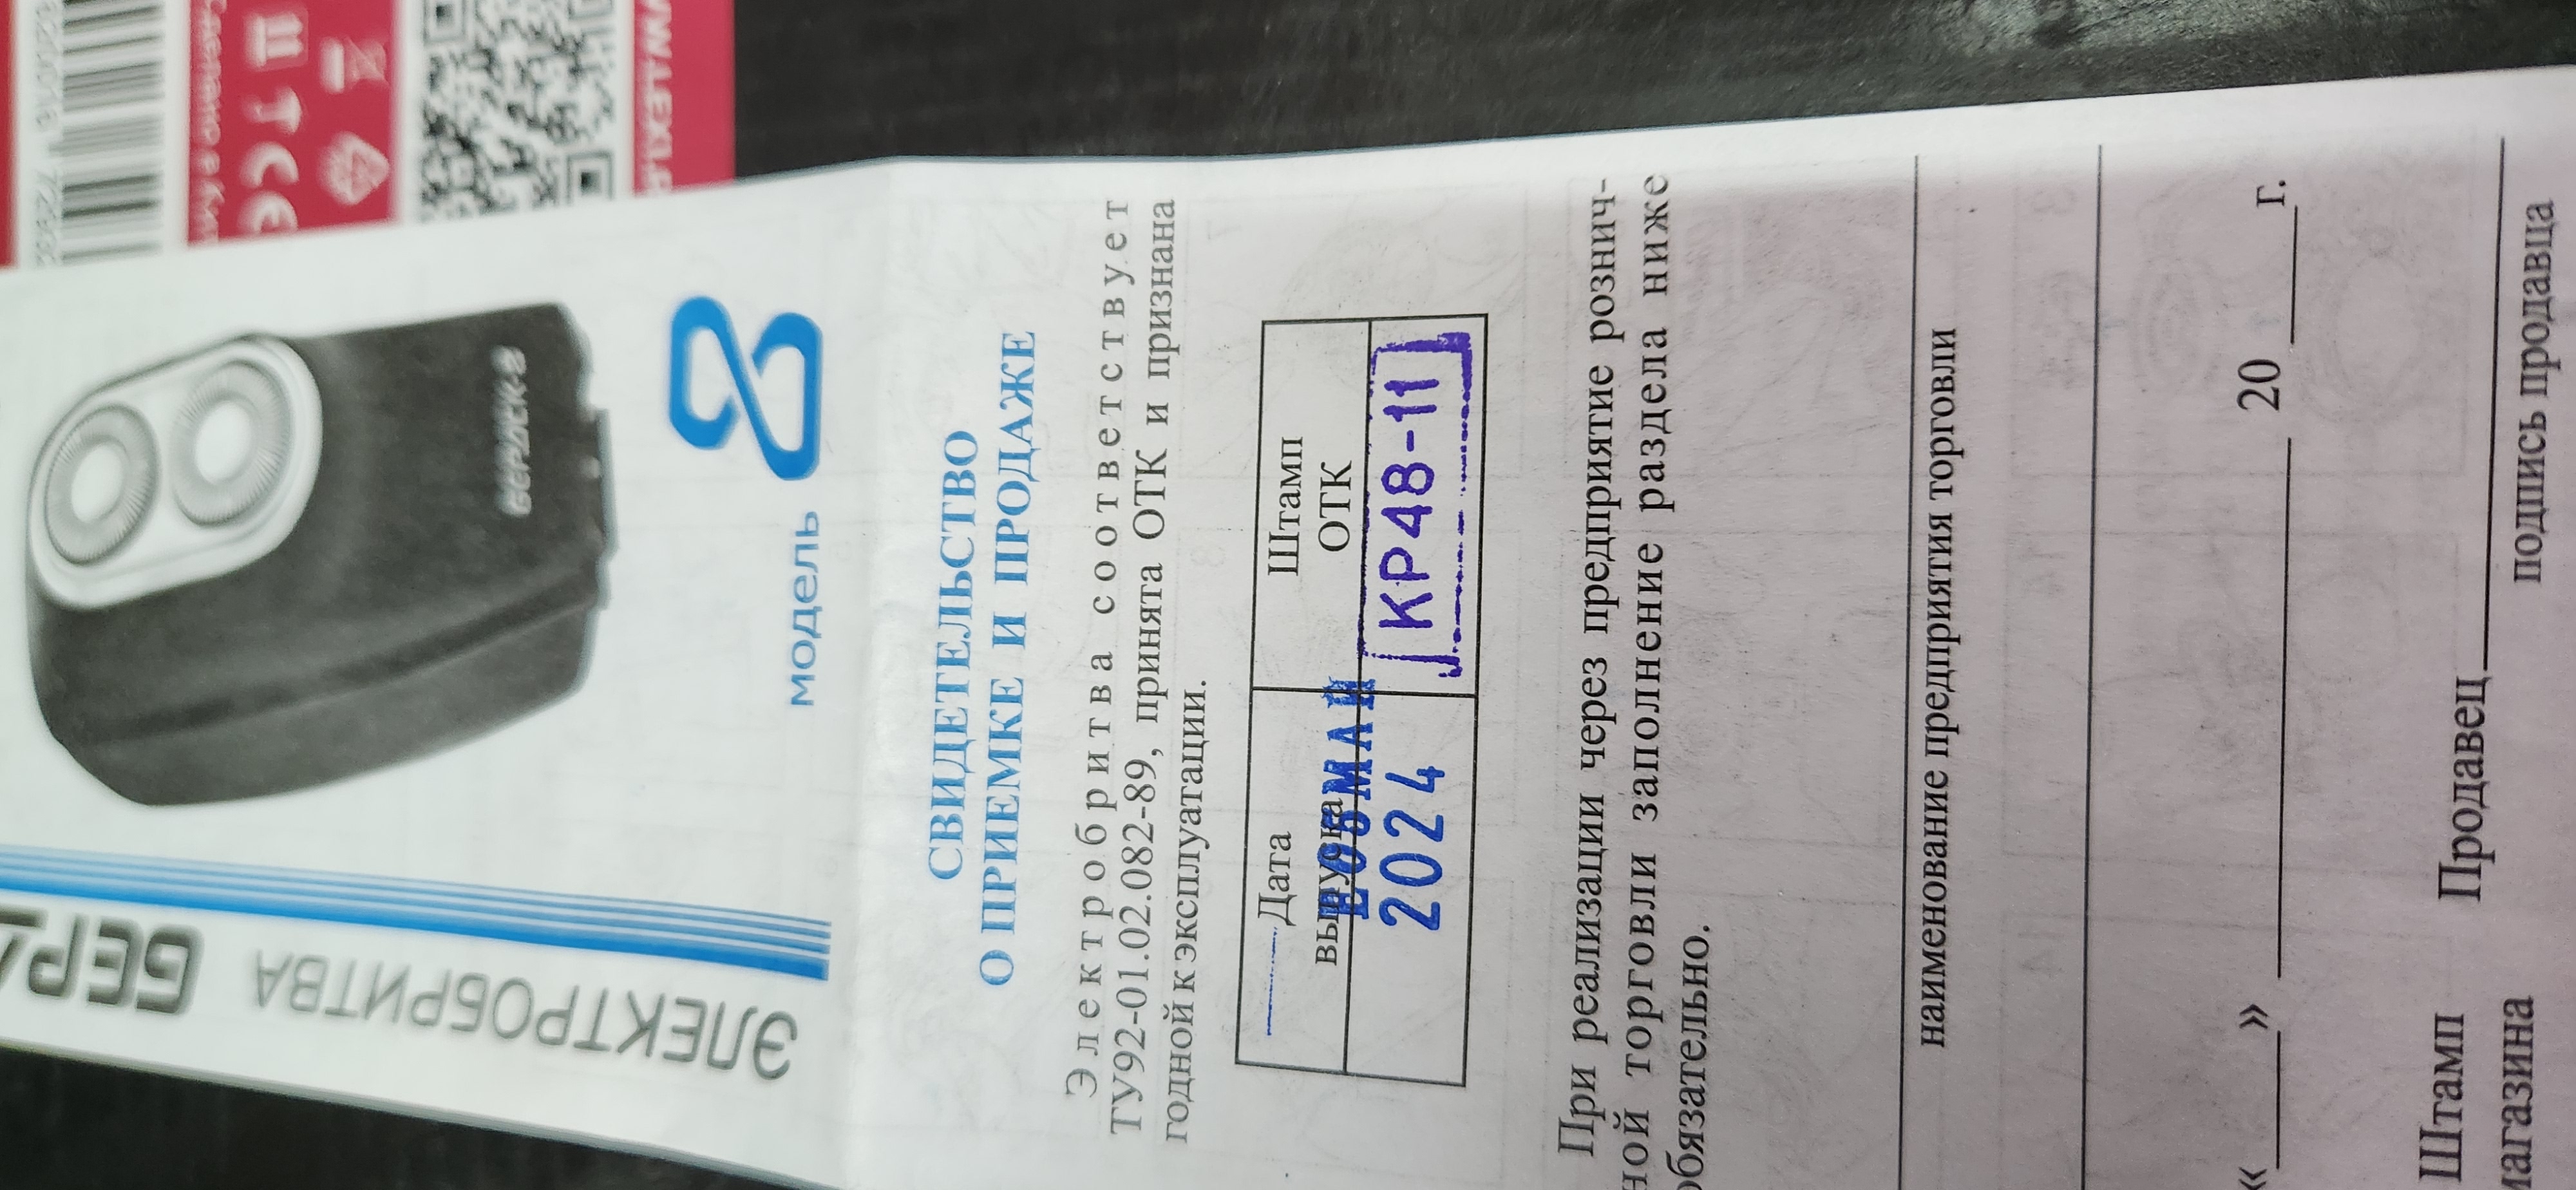 ЭЛЕКТРОБРИТВА
БЕРД
БЕРДСК-8
модель 8
СВИДЕТЕЛЬСТВО
О ПРИЕМКЕ И ПРОДАЖЕ
Электробритва соответствует
ТУ92-01.02.082-89, принята ОТК и признана
годной к эксплуатации.
Дата
выпуска
Штамп
ОТК
МАЙ
2024
КР48-11
При реализации через предприятие рознич-
ной торговли заполнение раздела ниже
обязательно.
наименование предприятия торговли
« » 20 г.
Штамп
магазина
Продавец
подпись продавца